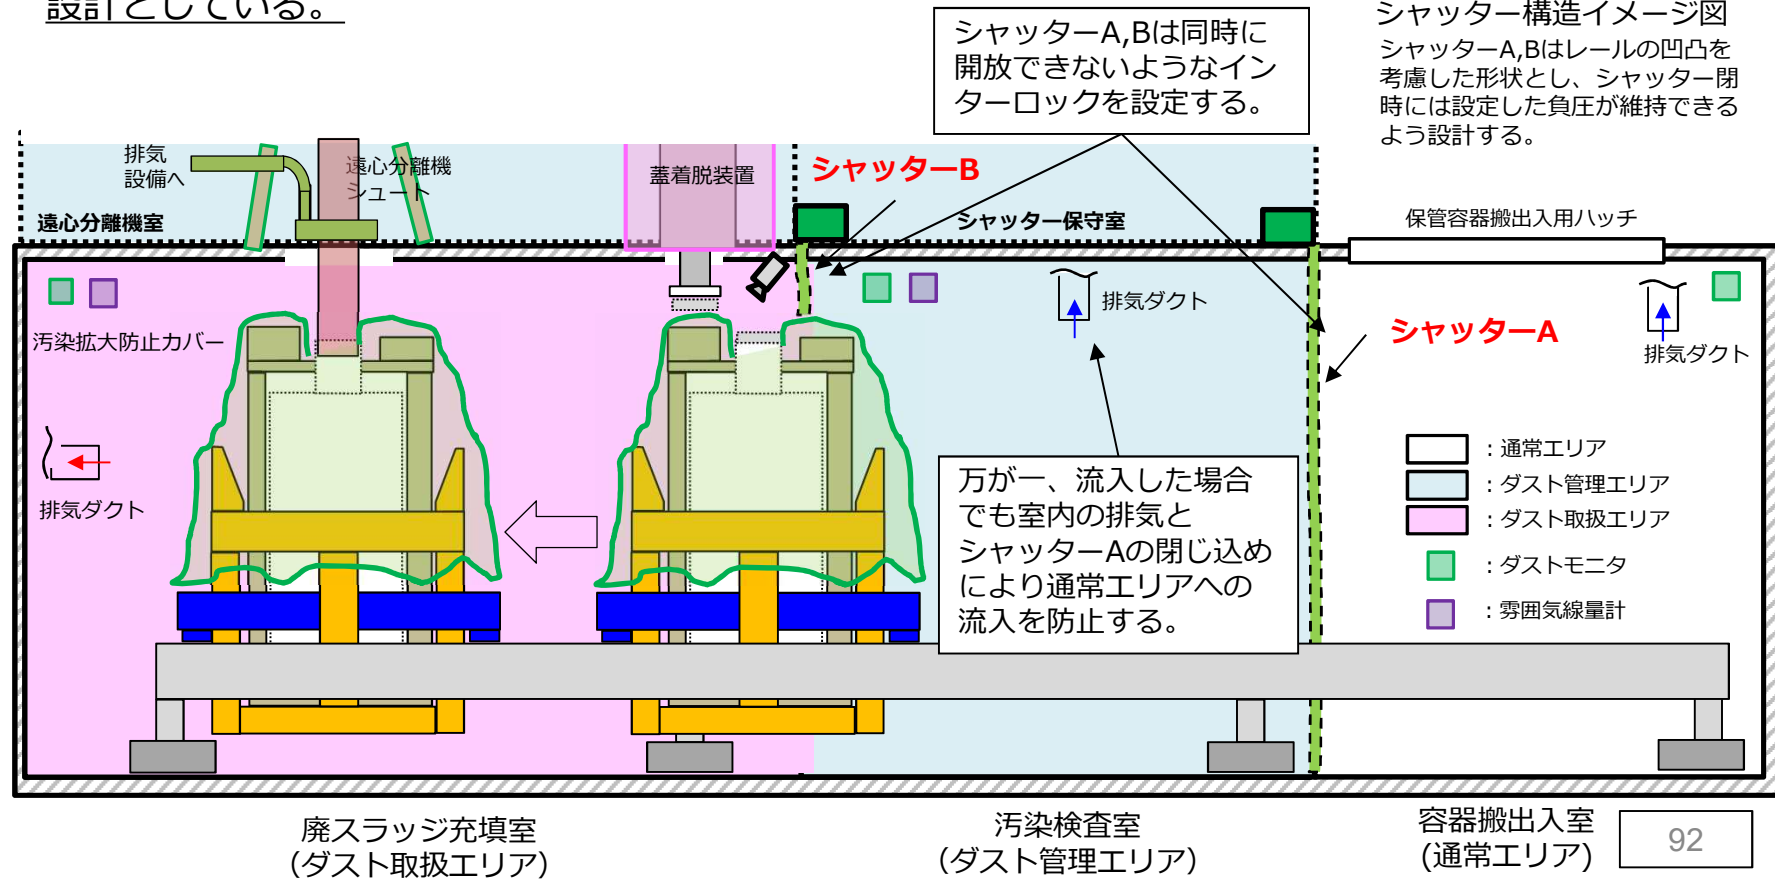 設計としている。
シャッターA,Bは同時に
開放できないようなイン
ターロックを設定する。
シャッター構造イメージ図
シャッターA,Bはレールの凹凸を
考慮した形状とし、シャッター閉
時には設定した負圧が維持できる
よう設計する。
排気
設備へ
遠心分離機
シュート
蓋着脱装置
シャッターB
遠心分離機室
シャッター保守室
保管容器搬出入用ハッチ
汚染拡大防止カバー
排気ダクト
シャッターA
排気ダクト
排気ダクト
万が一、流入した場合
でも室内の排気と
シャッターAの閉じ込め
により通常エリアへの
流入を防止する。
：通常エリア
：ダスト管理エリア
：ダスト取扱エリア
：ダストモニタ
：雰囲気線量計
廃スラッジ充填室
（ダスト取扱エリア）
汚染検査室
（ダスト管理エリア）
容器搬出入室
(通常エリア)
92